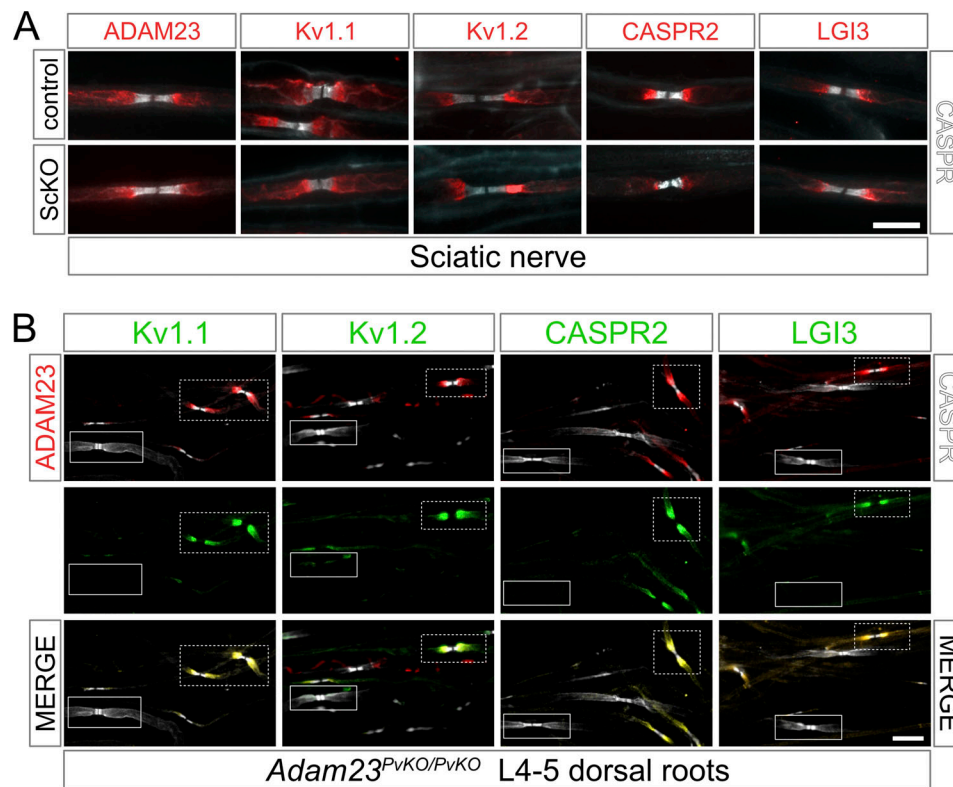 A
ADAM23 Kv1.1 Kv1.2 CASPR2 LGI3
control
ScKO
CASPR
Sciatic nerve
B
Kv1.1 Kv1.2 CASPR2 LGI3
ADAM23
CASPR
MERGE
MERGE
Adam23PvKO/PvKO L4-5 dorsal roots